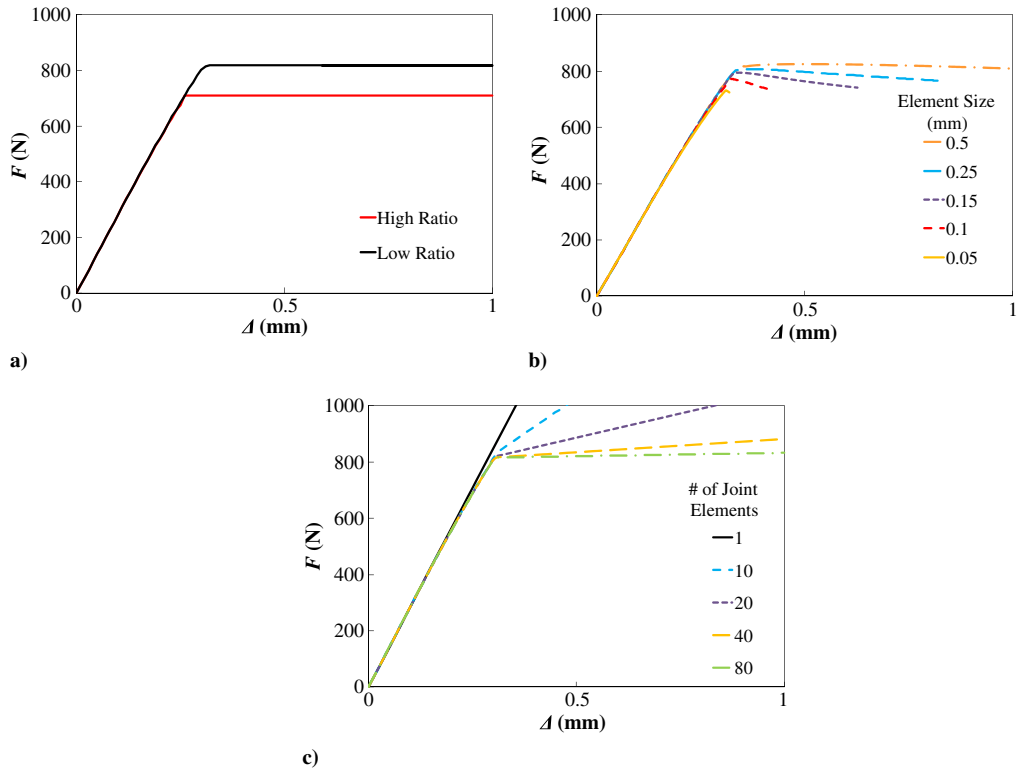 1000
800
600
400
200
0
F (N)
0
0.5
1
Δ (mm)
High Ratio
Low Ratio
a)
1000
800
600
400
200
0
F (N)
0
0.5
1
Δ (mm)
Element Size
(mm)
0.5
0.25
0.15
0.1
0.05
b)
1000
800
600
400
200
0
F (N)
0
0.5
1
Δ (mm)
# of Joint
Elements
1
10
20
40
80
c)